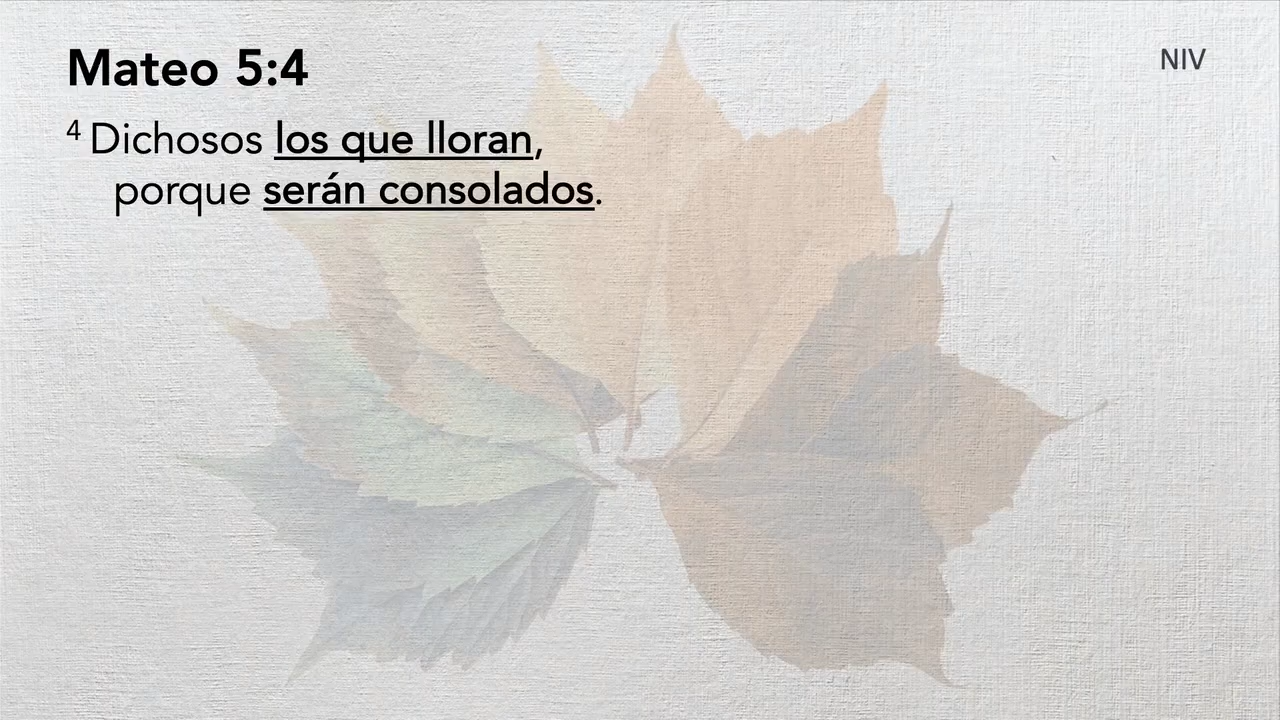 Mateo 5:4
NIV
4 Dichosos los que lloran,
porque serán consolados.